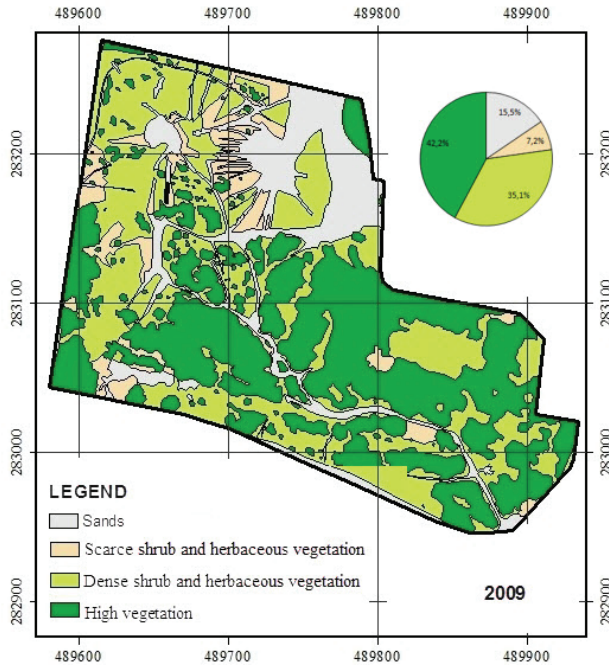 489600 489700 489800 489900
283200 283200
283100 283100
283000 283000
282900 282900
15,5%
7,2%
35,1%
42,2%
LEGEND
Sands
Scarce shrub and herbaceous vegetation
Dense shrub and herbaceous vegetation
High vegetation
2009
489600 489700 489800 489900